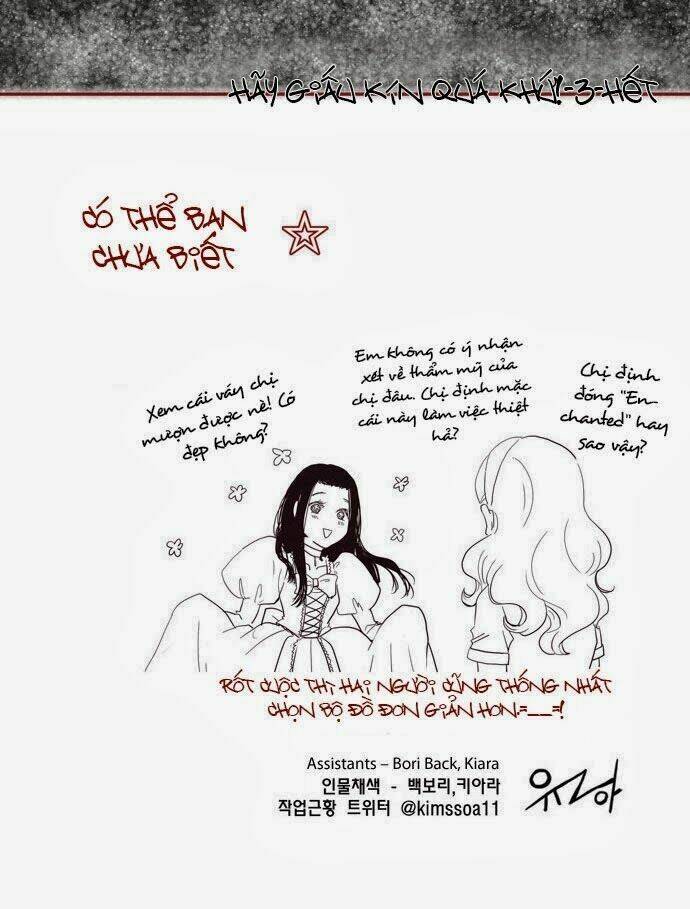 HÃY GIẤU KÍN QUÁ KHỨ!-3-HẾT
CÓ THỂ BẠN
CHƯA BIẾT
Xem cái váy chị
mượn được nè! Có
đẹp không?
Em không có ý nhận
xét về thẩm mỹ của
chị đâu. Chị định mặc
cái này làm việc thiệt
hả?
Chị định
đóng "En
chanted" hay
sao vậy?
RỐT CUỘC THÌ HAI NGƯỜI CŨNG THỐNG NHẤT
CHỌN BỘ ĐỒ ĐƠN GIẢN HƠN.=__=!
Assistants – Bori Back, Kiara
인물채색 - 백보리,키아라
작업근황 트위터 @kimssoa11